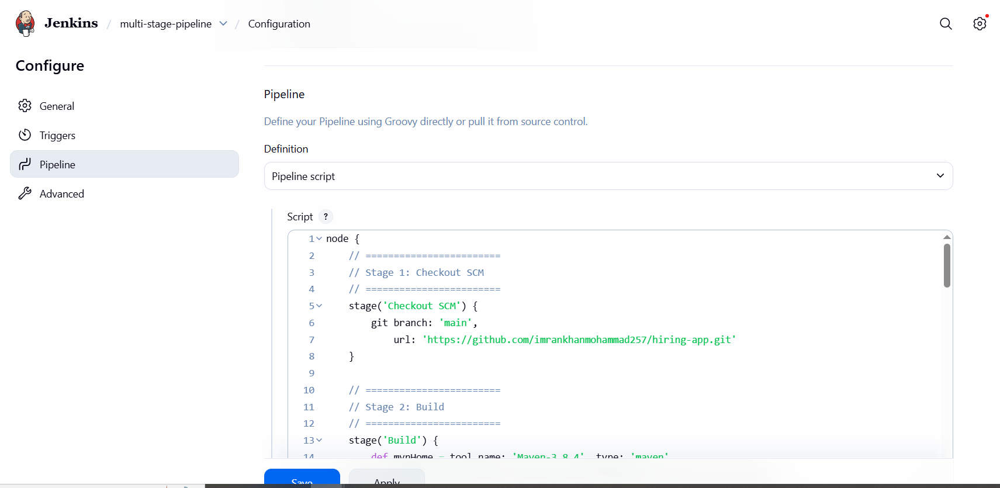 Jenkins / multi-stage-pipeline / Configuration
Configure
General
Triggers
Pipeline
Advanced
Pipeline
Define your Pipeline using Groovy directly or pull it from source control.
Definition
Pipeline script
Script ?
1 node {
2 // ========================
3 // Stage 1: Checkout SCM
4 // ========================
5 stage('Checkout SCM') {
6 git branch: 'main',
7 url: 'https://github.com/imrankhanmohammad257/hiring-app.git'
8 }
9
10 // ========================
11 // Stage 2: Build
12 // ========================
13 stage('Build') {
14 def mvnHome = tool name: 'Maven-3.8.4', type: 'maven'
Save Apply